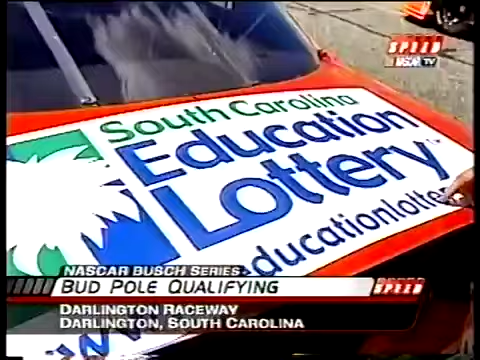 SPEED
NASCAR TV
South Carolina
Education
Lottery
educationlotter
NASCAR BUSCH SERIES
BUD POLE QUALIFYING
SPEED
DARLINGTON RACEWAY
DARLINGTON, SOUTH CAROLINA